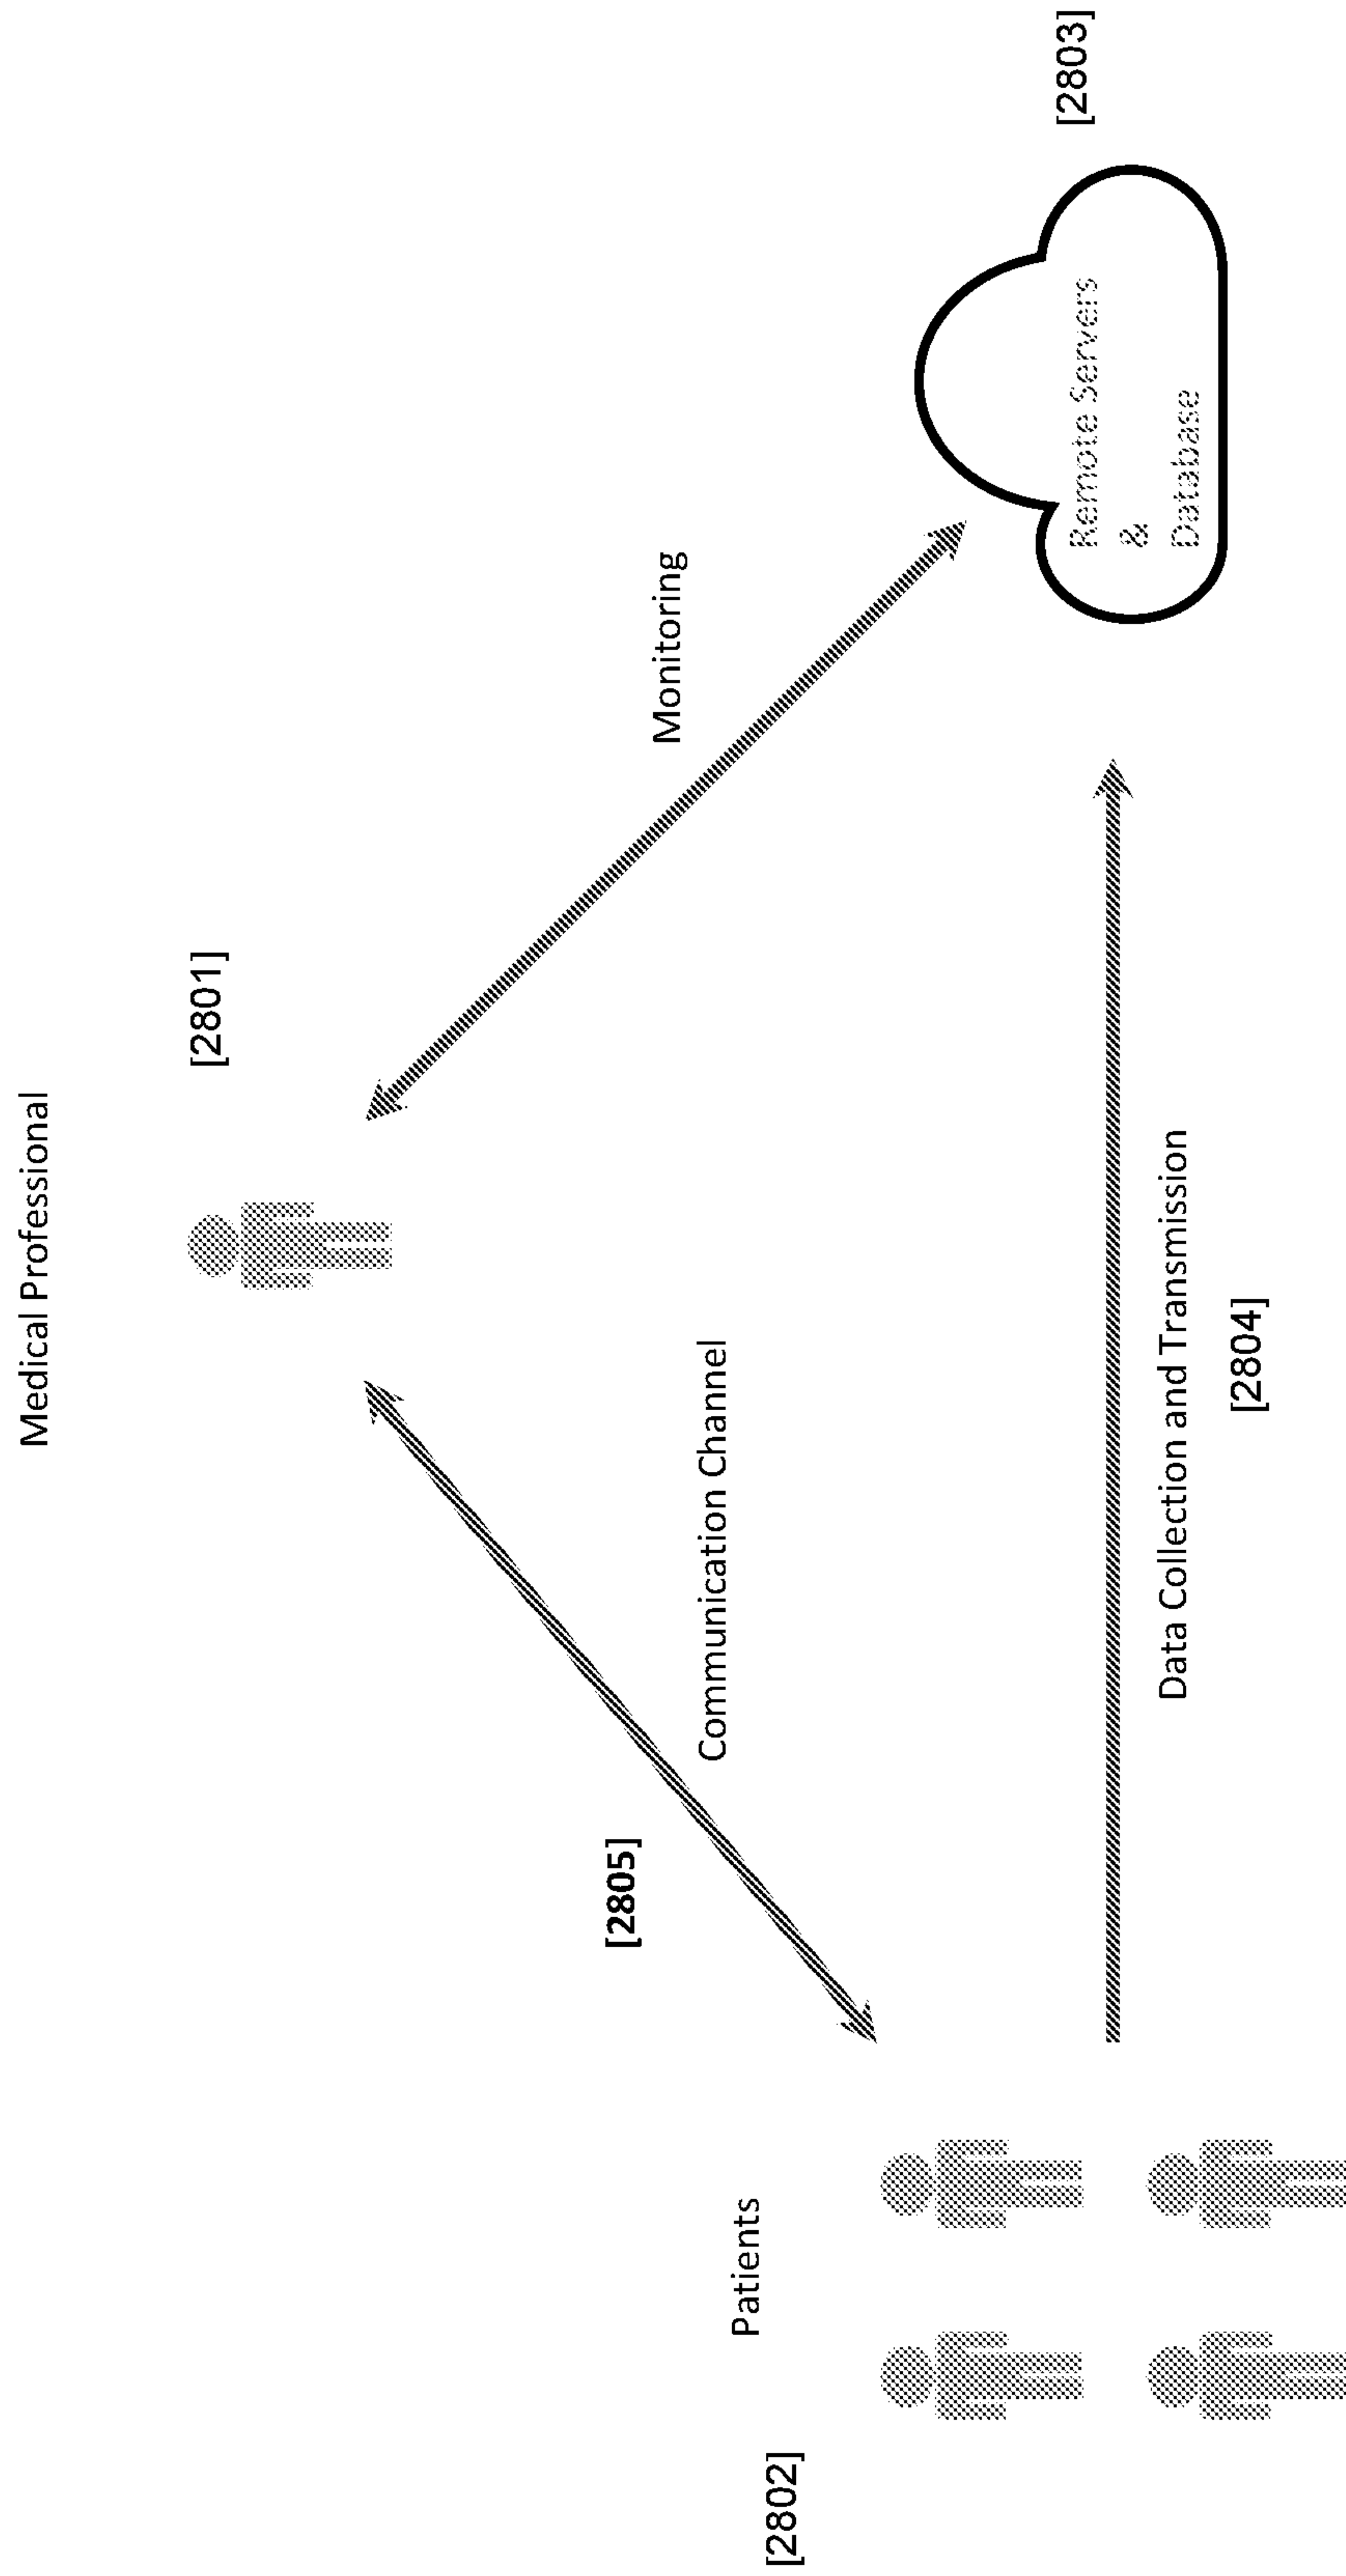 Medical Professional
[2801]
Monitoring
[2805]
Communication Channel
Patients
[2802]
[2803]
Remote Servers
&
Database
Data Collection and Transmission
[2804]